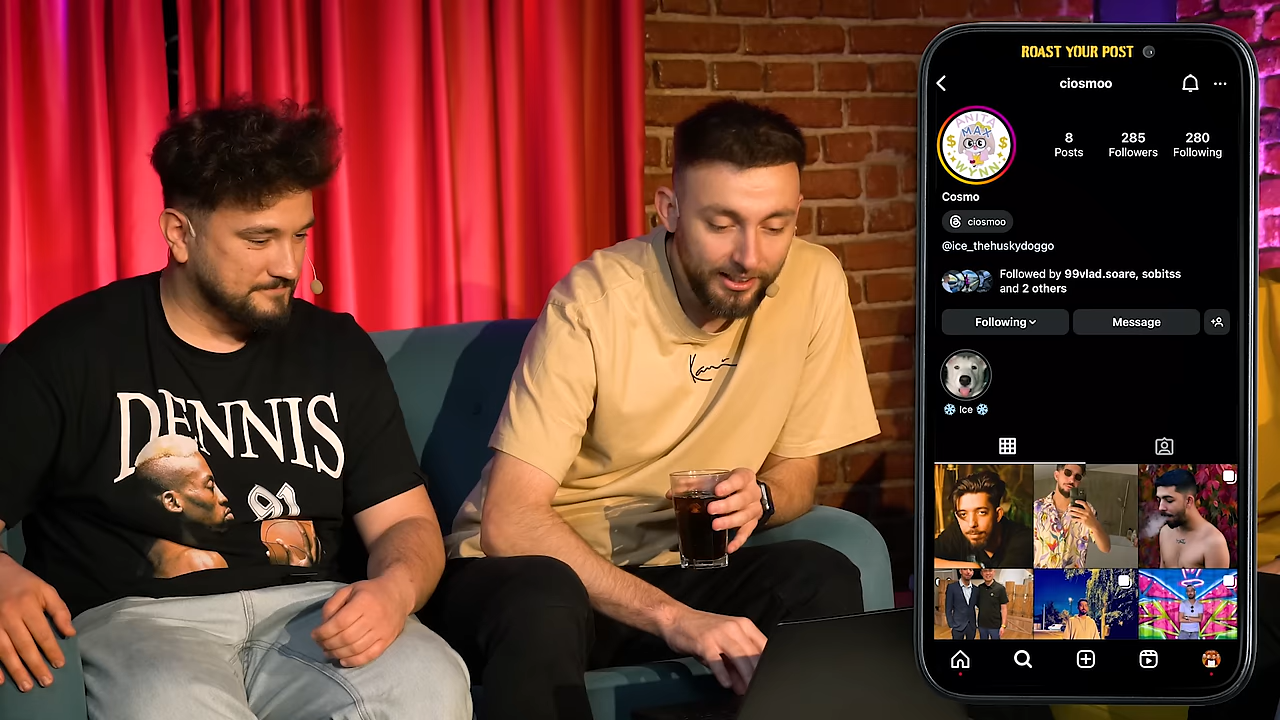 DENNIS
91
ROAST YOUR POST
ciosmoo
ANITA
MAX
WYNN
$ $
8
Posts
285
Followers
280
Following
Cosmo
ciosmoo
@ice_thehuskydoggo
Followed by 99vlad.soare, sobitss
and 2 others
Following
Message
❄️ Ice ❄️